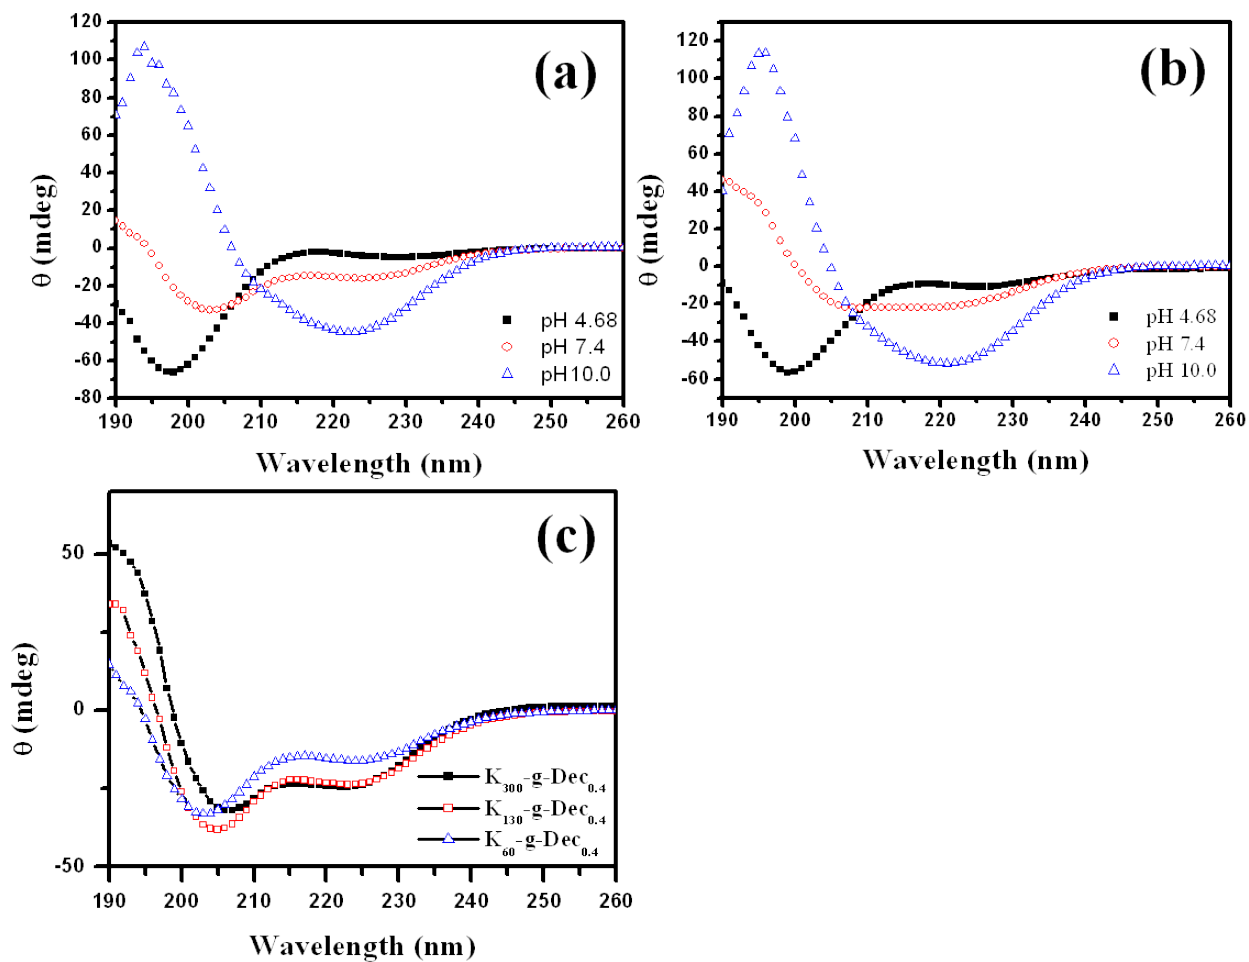 (a)
120
100
80
60
40
20
0
-20
-40
-60
-80
190 200 210 220 230 240 250 260
θ (mdeg)
Wavelength (nm)
pH 4.68
pH 7.4
pH10.0
(b)
120
100
80
60
40
20
0
-20
-40
-60
190 200 210 220 230 240 250 260
θ (mdeg)
Wavelength (nm)
pH 4.68
pH 7.4
pH 10.0
(c)
50
0
-50
190 200 210 220 230 240 250 260
θ (mdeg)
Wavelength (nm)
K300-g-Dec0.4
K130-g-Dec0.4
K60-g-Dec0.4